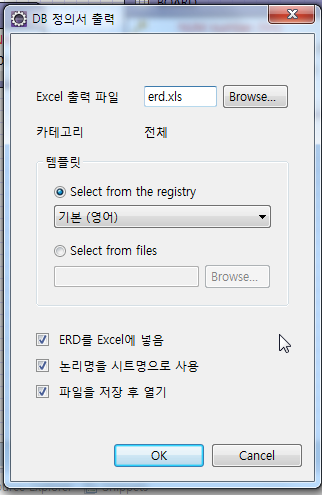 DB 정의서 출력
Excel 출력 파일 erd.xls Browse...
카테고리 전체
템플릿
Select from the registry
기본 (영어)
Select from files
Browse...
ERD를 Excel에 넣음
논리명을 시트명으로 사용
파일을 저장 후 열기
OK Cancel